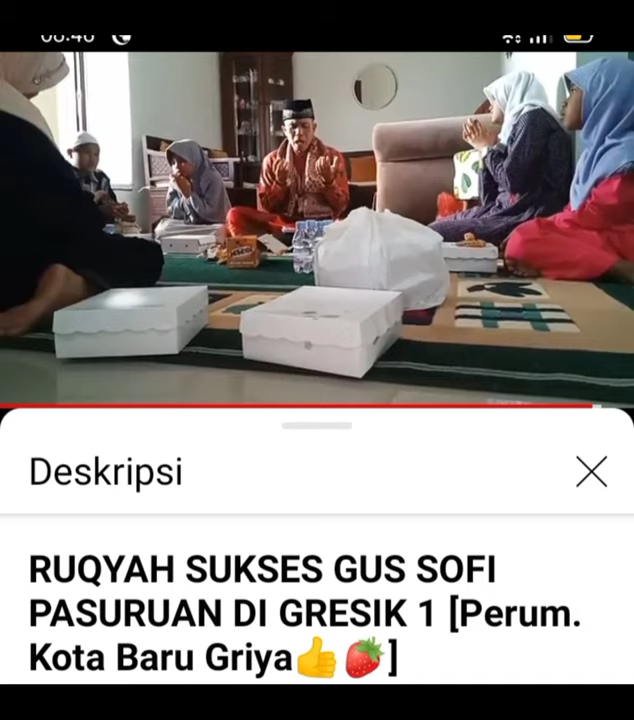 Deskripsi
RUQYAH SUKSES GUS SOFI
PASURUAN DI GRESIK 1 [Perum.
Kota Baru Griya👍🍓]